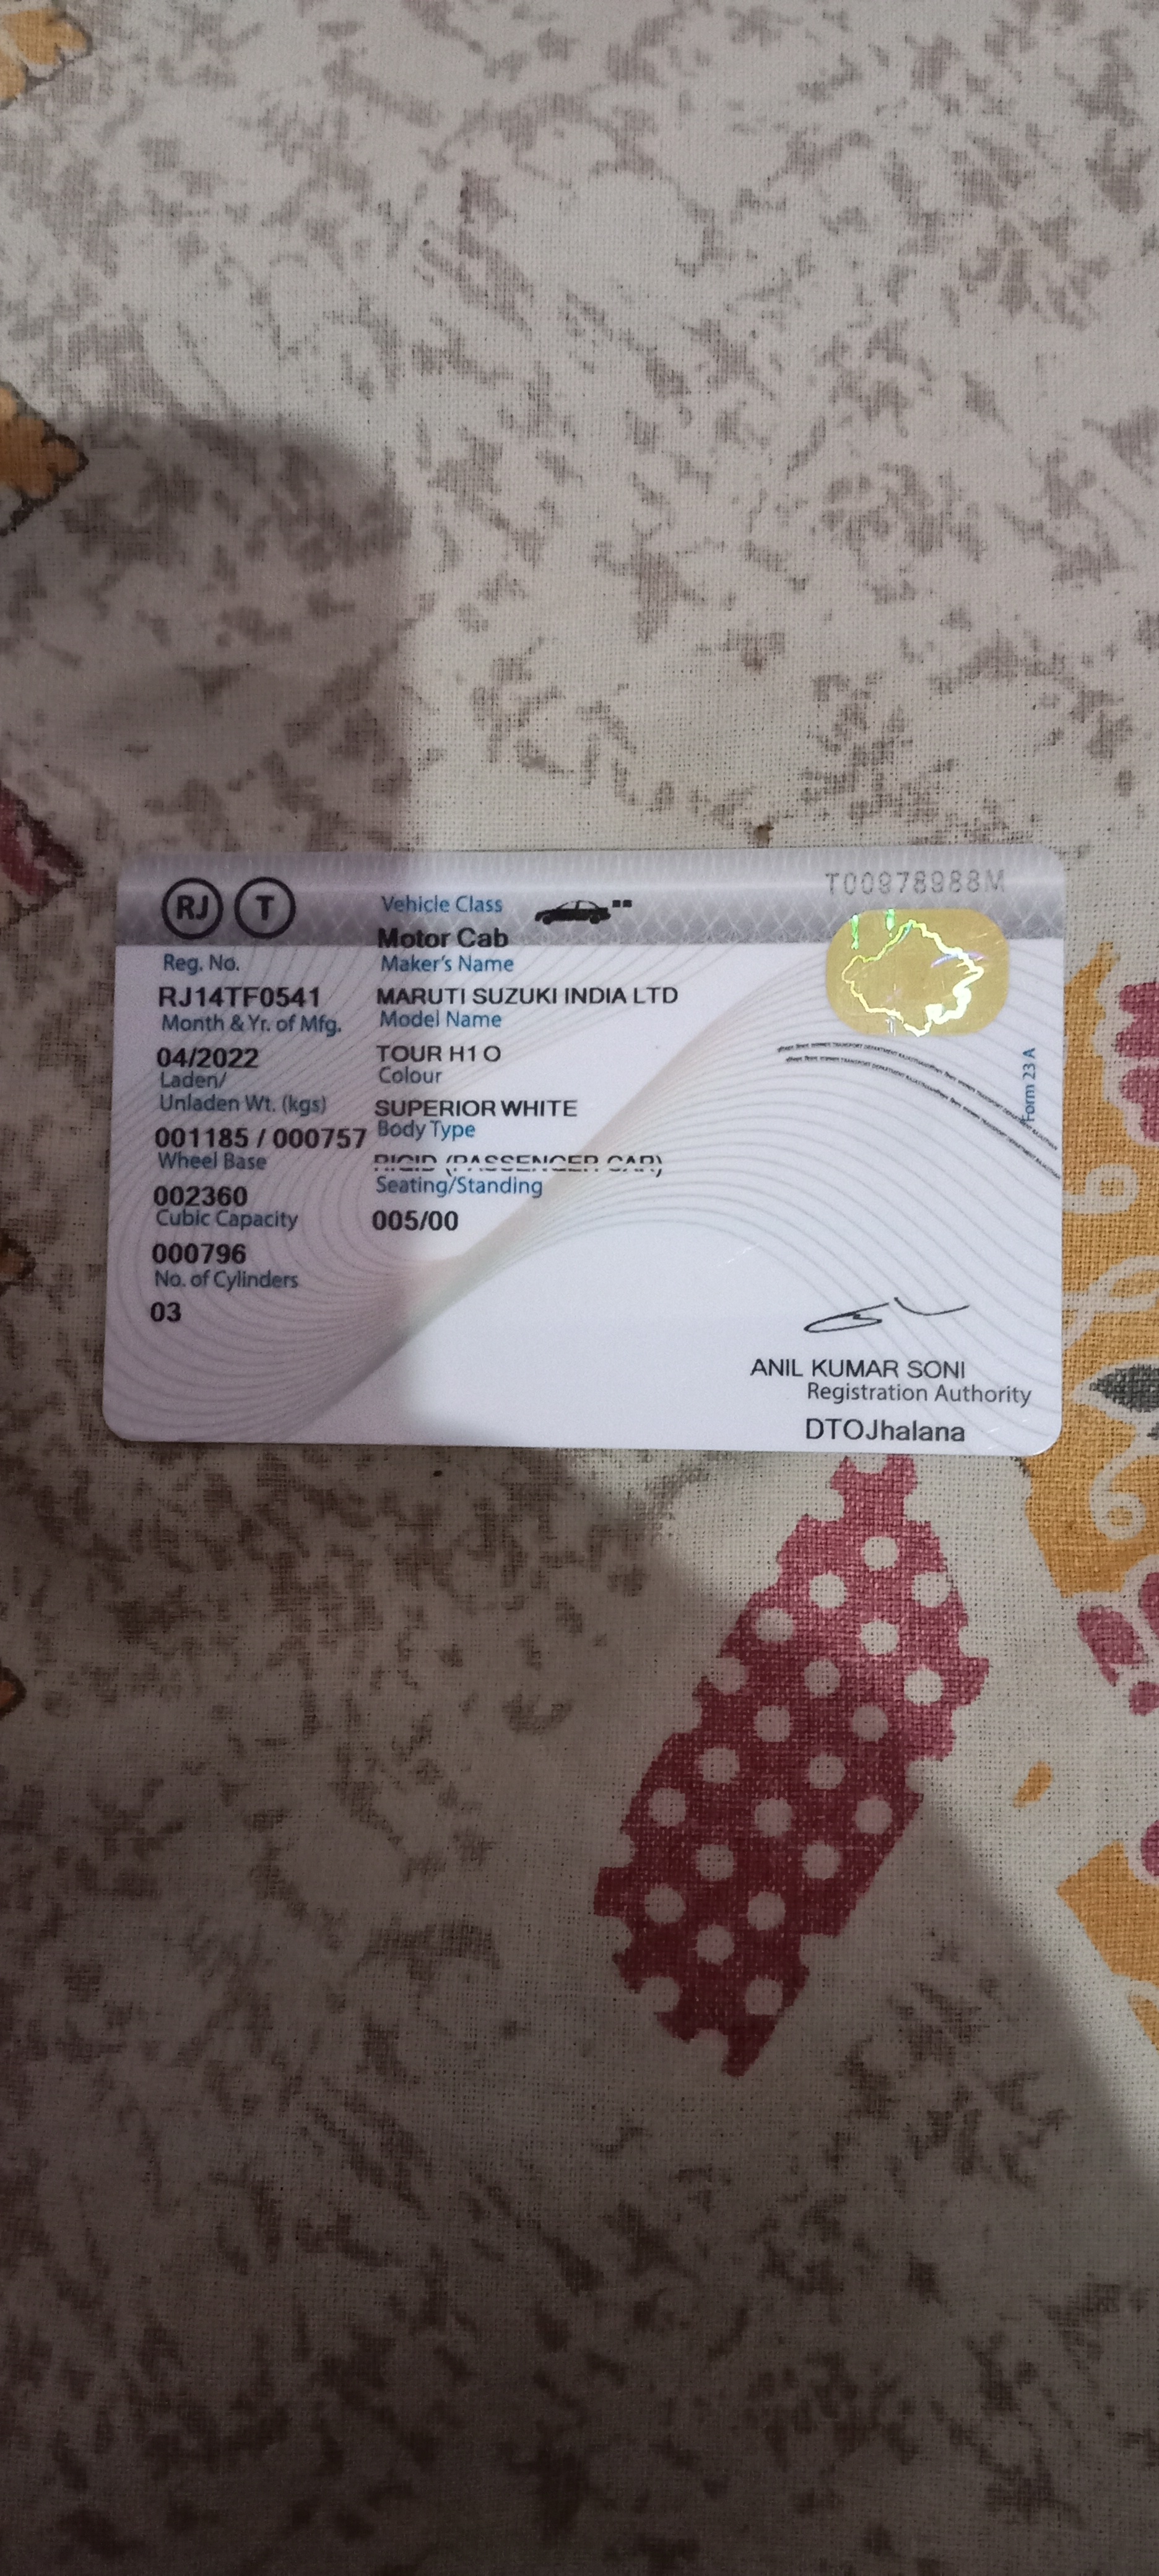 RJ T
T00978988M
Vehicle Class
Motor Cab
Reg. No.
RJ14TF0541
Month & Yr. of Mfg.
04/2022
Laden/
Unladen Wt. (kgs)
001185 / 000757
Wheel Base
002360
Cubic Capacity
000796
No. of Cylinders
03
Maker's Name
MARUTI SUZUKI INDIA LTD
Model Name
TOUR H1 O
Colour
SUPERIOR WHITE
Body Type
RIGID (PASSENGER CAR)
Seating/Standing
005/00
Form 23 A
ANIL KUMAR SONI
Registration Authority
DTOJhalana